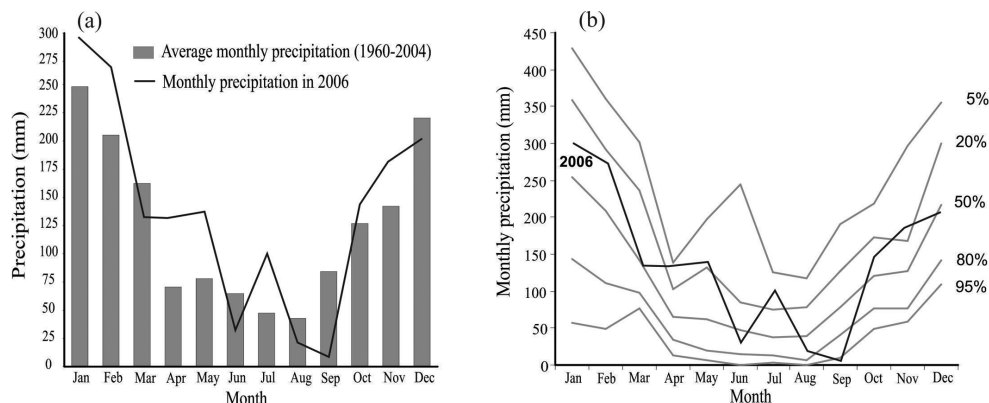 (a)
300
250
225
200
175
150
125
100
75
50
25
0
Precipitation (mm)
Average monthly precipitation (1960-2004)
Monthly precipitation in 2006
Jan Feb Mar Apr May Jun Jul Aug Sep Oct Nov Dec
Month
(b)
450
400
350
300
250
200
150
100
50
0
Monthly precipitation (mm)
2006
5%
20%
50%
80%
95%
Jan Feb Mar Apr May Jun Jul Aug Sep Oct Nov Dec
Month